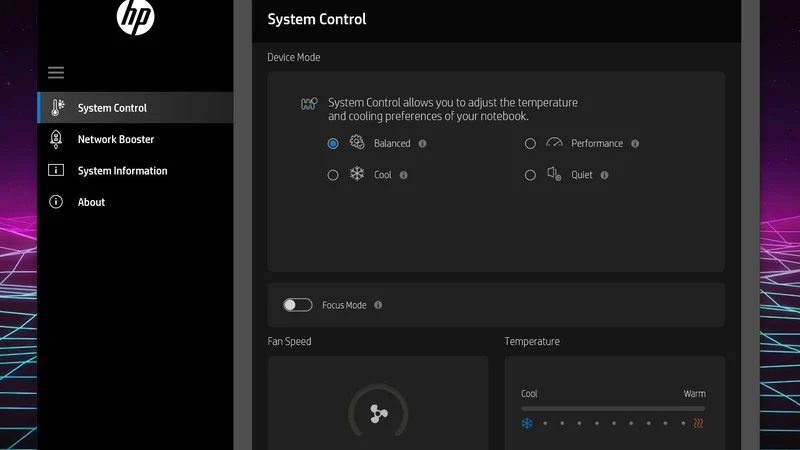 hp
System Control
Device Mode
System Control
Network Booster
System Information
About
System Control allows you to adjust the temperature
and cooling preferences of your notebook.
Balanced
Performance
Cool
Quiet
Focus Mode
Fan Speed
Temperature
Cool
Warm